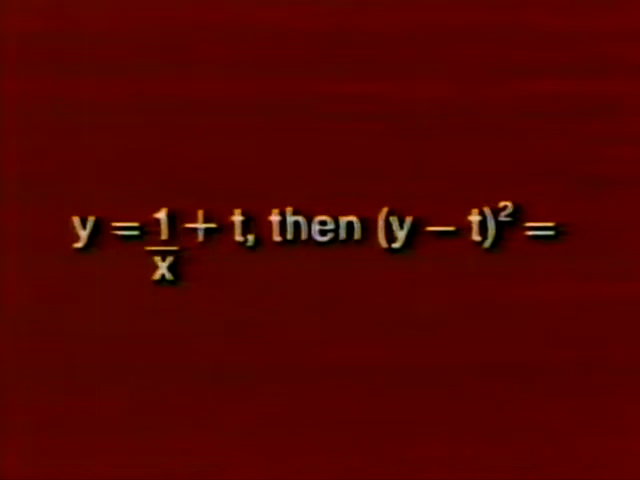 y = 1/x + t, then (y − t)² =